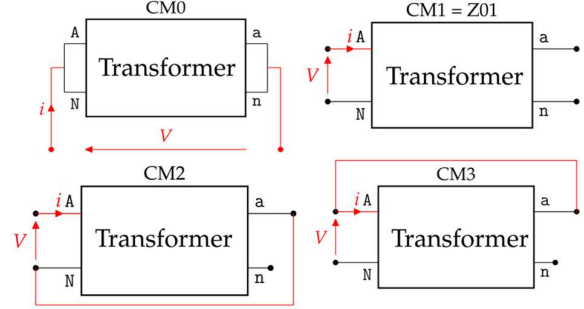 CM0
A
a
Transformer
N
n
i
V
CM1 = Z01
i A
a
V
Transformer
N
n
CM2
i A
a
V
Transformer
N
n
CM3
i A
a
V
Transformer
N
n